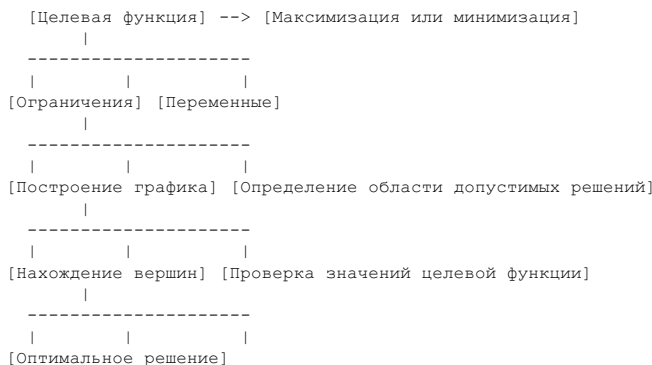 [Целевая функция] --> [Максимизация или минимизация]
|
---------------------
| | |
[Ограничения] [Переменные]
|
---------------------
| | |
[Построение графика] [Определение области допустимых решений]
|
---------------------
| | |
[Нахождение вершин] [Проверка значений целевой функции]
|
---------------------
| | |
[Оптимальное решение]